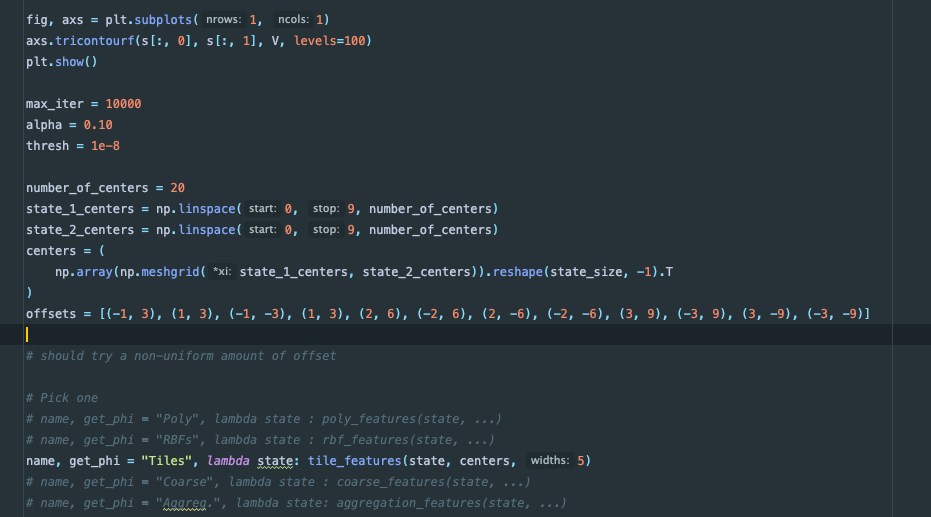 fig, axs = plt.subplots( nrows: 1, ncols: 1)
axs.tricontourf(s[:, 0], s[:, 1], V, levels=100)
plt.show()
max_iter = 10000
alpha = 0.10
thresh = 1e-8
number_of_centers = 20
state_1_centers = np.linspace( start: 0, stop: 9, number_of_centers)
state_2_centers = np.linspace( start: 0, stop: 9, number_of_centers)
centers = (
    np.array(np.meshgrid( *xi: state_1_centers, state_2_centers)).reshape(state_size, -1).T
)
offsets = [(-1, 3), (1, 3), (-1, -3), (1, 3), (2, 6), (-2, 6), (2, -6), (-2, -6), (3, 9), (-3, 9), (3, -9), (-3, -9)]
# should try a non-uniform amount of offset
# Pick one
# name, get_phi = "Poly", lambda state : poly_features(state, ...)
# name, get_phi = "RBFs", lambda state : rbf_features(state, ...)
name, get_phi = "Tiles", lambda state: tile_features(state, centers, widths: 5)
# name, get_phi = "Coarse", lambda state : coarse_features(state, ...)
# name, get_phi = "Aggreg.", lambda state: aggregation_features(state, ...)